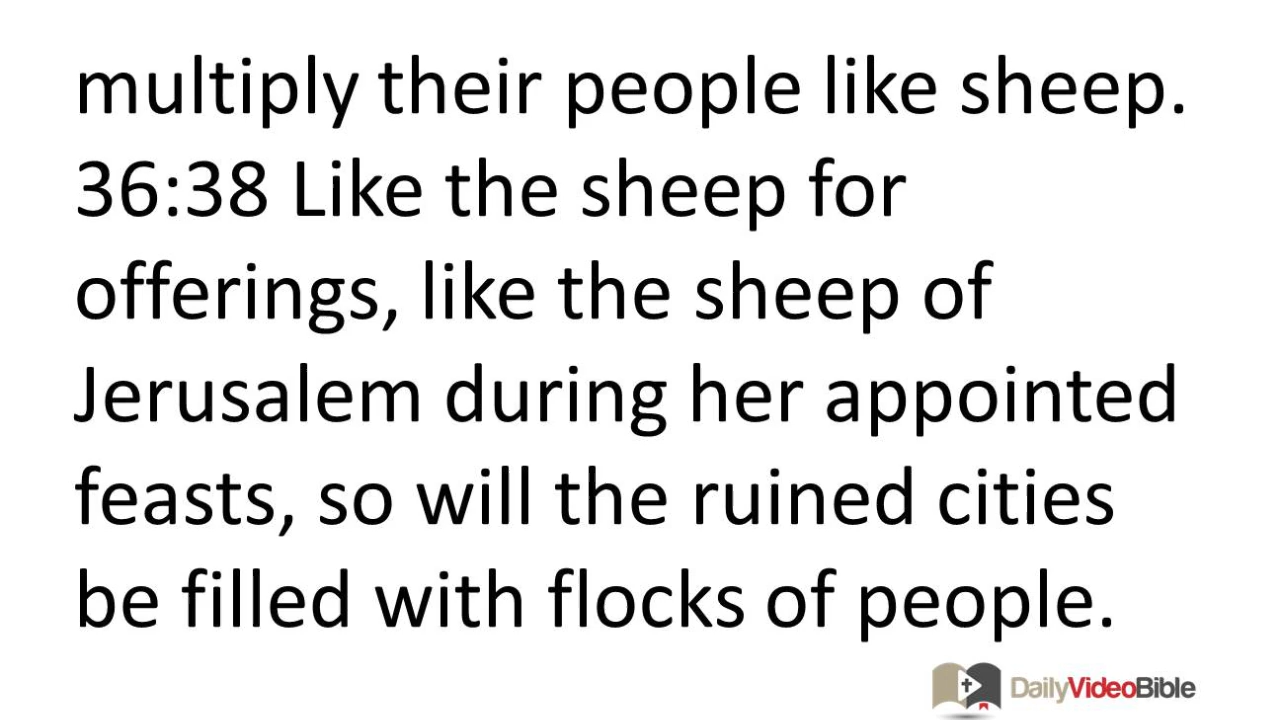 multiply their people like sheep.
36:38 Like the sheep for
offerings, like the sheep of
Jerusalem during her appointed
feasts, so will the ruined cities
be filled with flocks of people.
DailyVideoBible